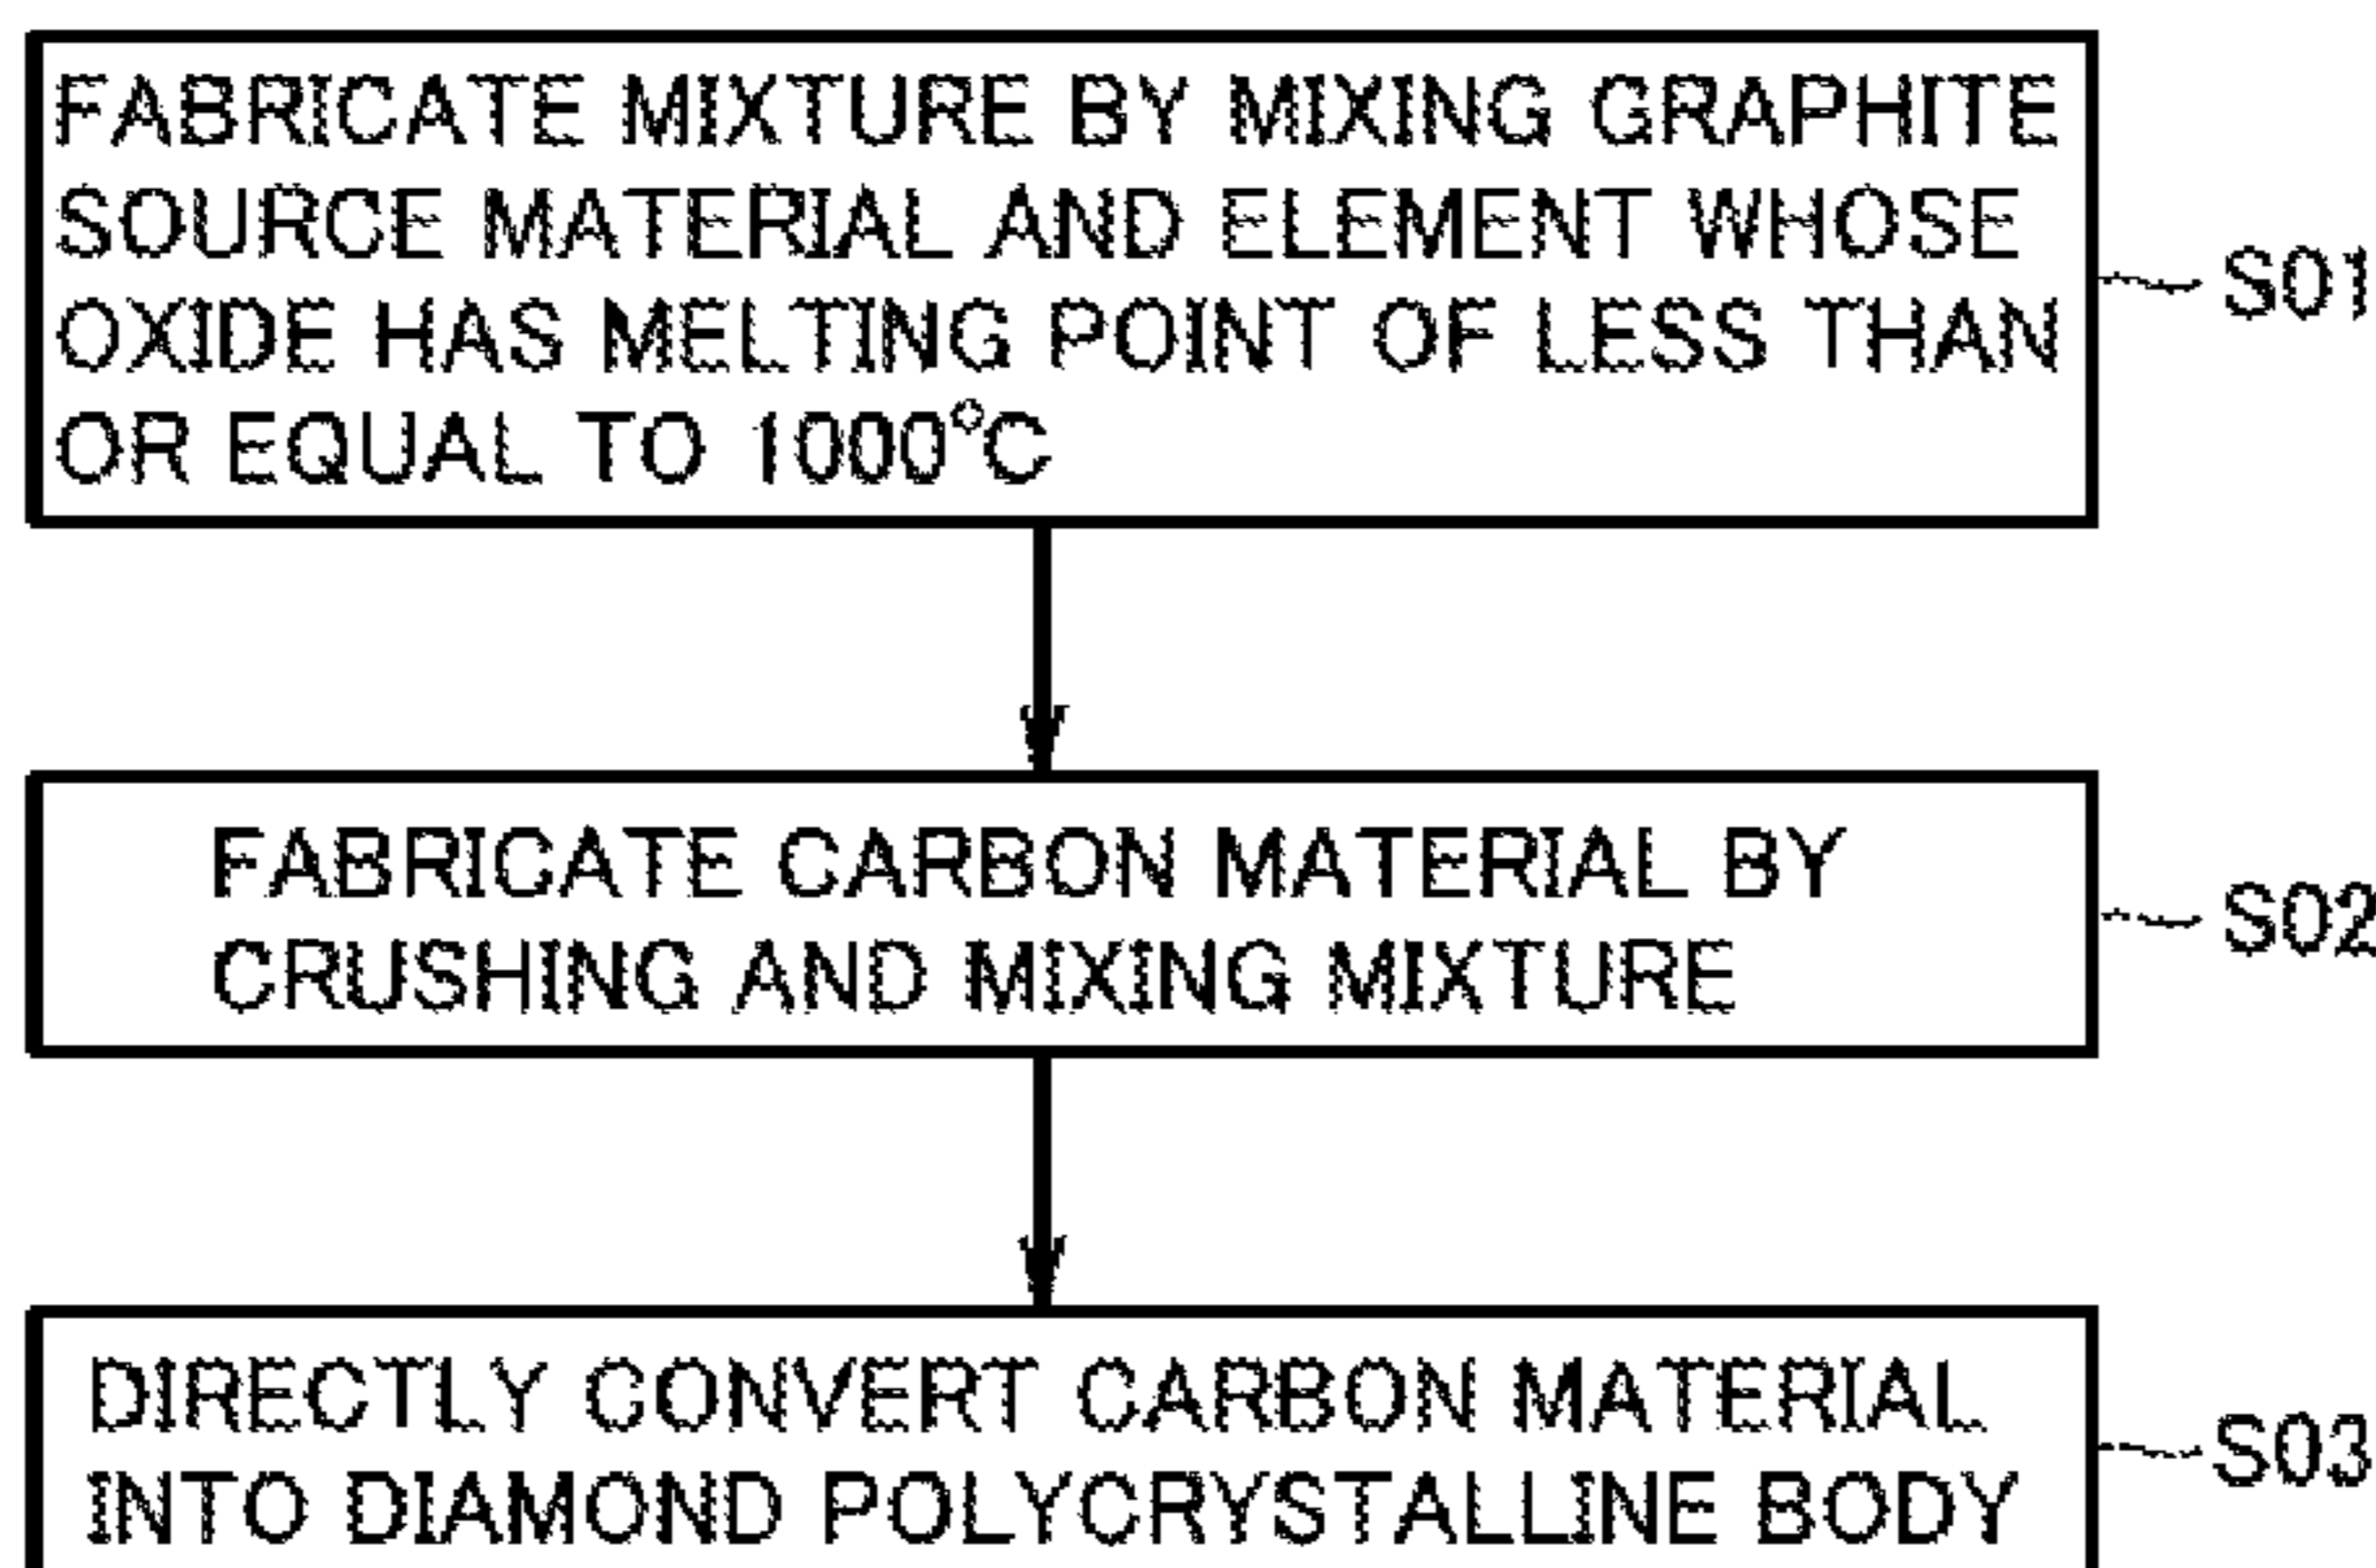 FABRICATE MIXTURE BY MIXING GRAPHITE
SOURCE MATERIAL AND ELEMENT WHOSE
OXIDE HAS MELTING POINT OF LESS THAN
OR EQUAL TO 1000°C
S01
FABRICATE CARBON MATERIAL BY
CRUSHING AND MIXING MIXTURE
S02
DIRECTLY CONVERT CARBON MATERIAL
INTO DIAMOND POLYCRYSTALLINE BODY
S03